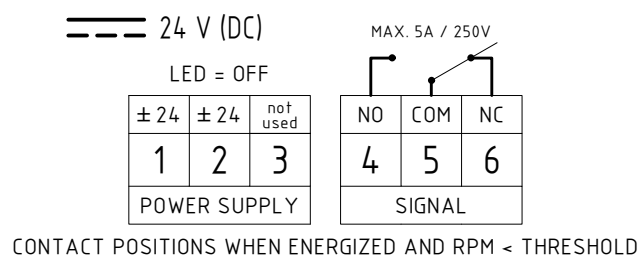 24 V (DC)
MAX. 5A / 250V
LED = OFF
± 24 ± 24 not used
1 2 3
POWER SUPPLY
NO COM NC
4 5 6
SIGNAL
CONTACT POSITIONS WHEN ENERGIZED AND RPM < THRESHOLD